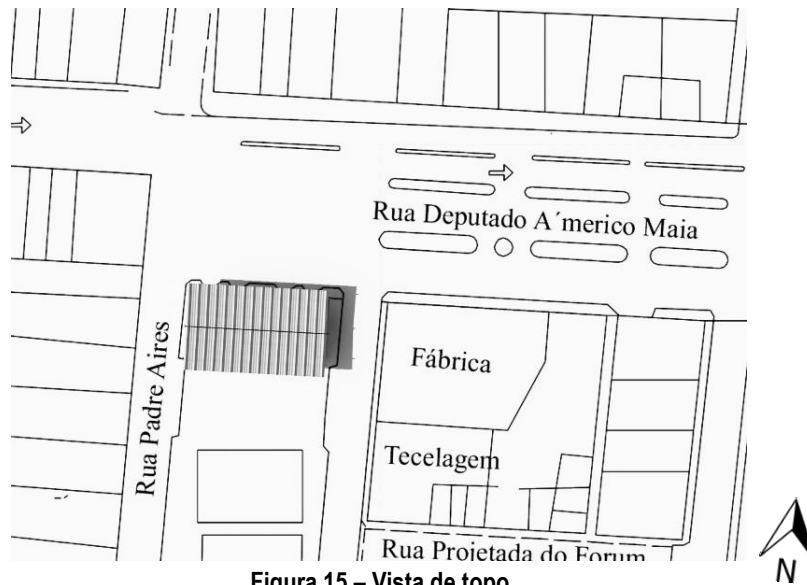 Rua Deputado A´merico Maia
Rua Padre Aires
Fábrica
Tecelagem
Rua Projetada do Forum
N
Figura 15 – Vista de topo